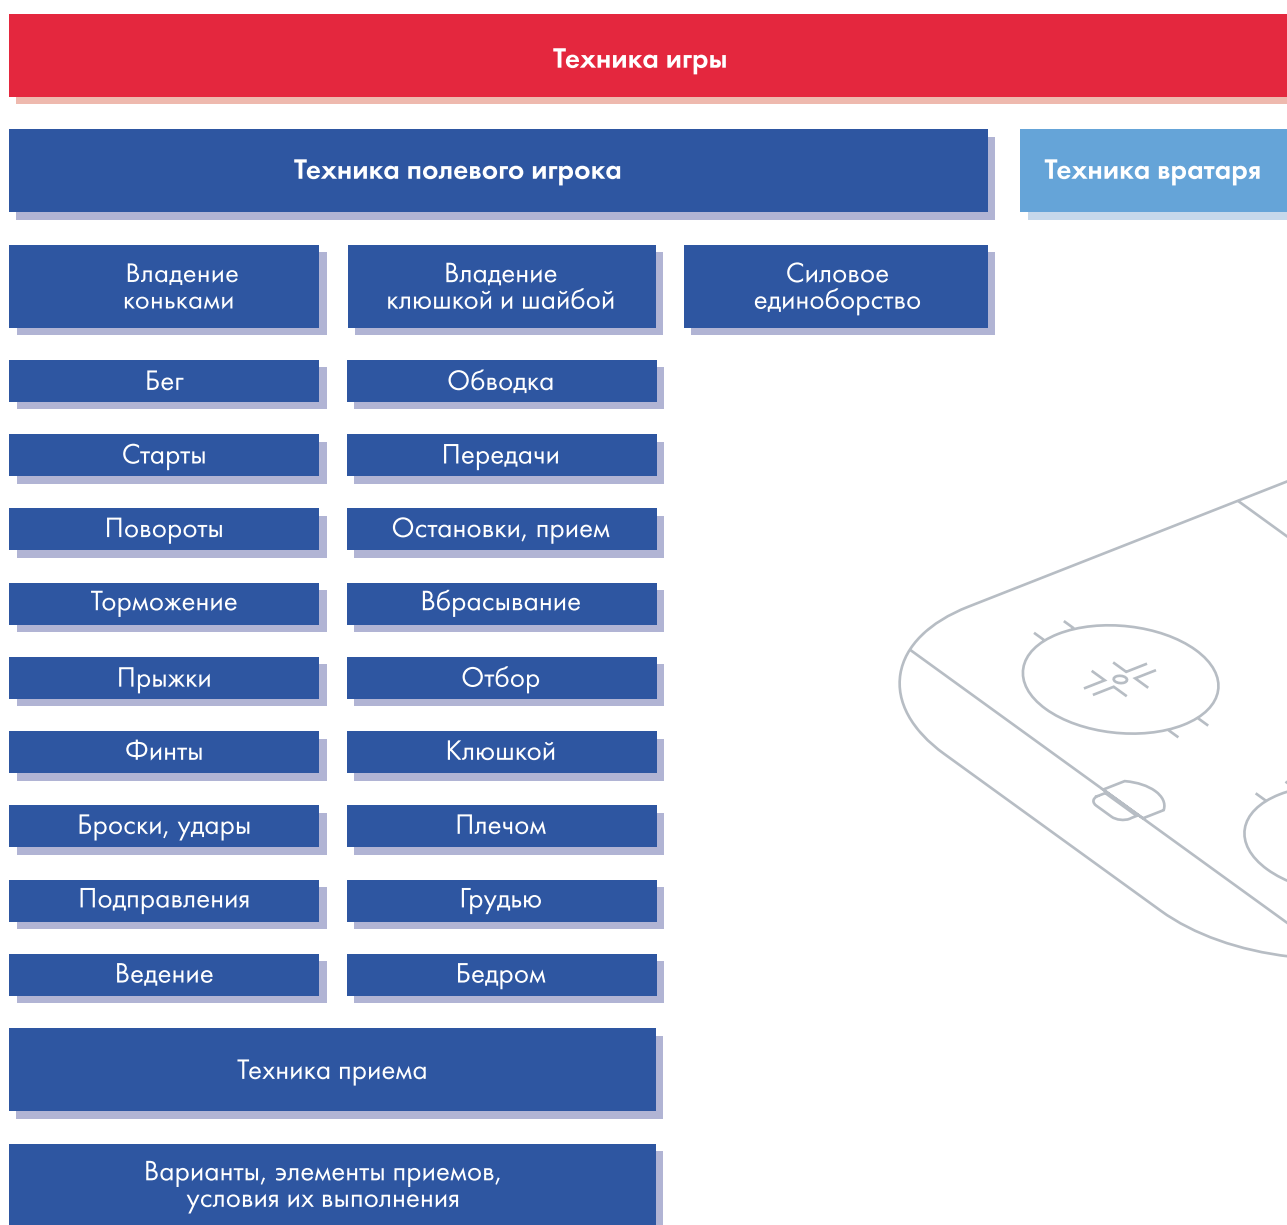 Техника игры
Техника полевого игрока
Техника вратаря
Владение
коньками
Владение
клюшкой и шайбой
Силовое
единоборство
Бег
Обводка
Старты
Передачи
Повороты
Остановки, прием
Торможение
Вбрасывание
Прыжки
Отбор
Финты
Клюшкой
Броски, удары
Плечом
Подправления
Грудью
Ведение
Бедром
Техника приема
Варианты, элементы приемов,
условия их выполнения